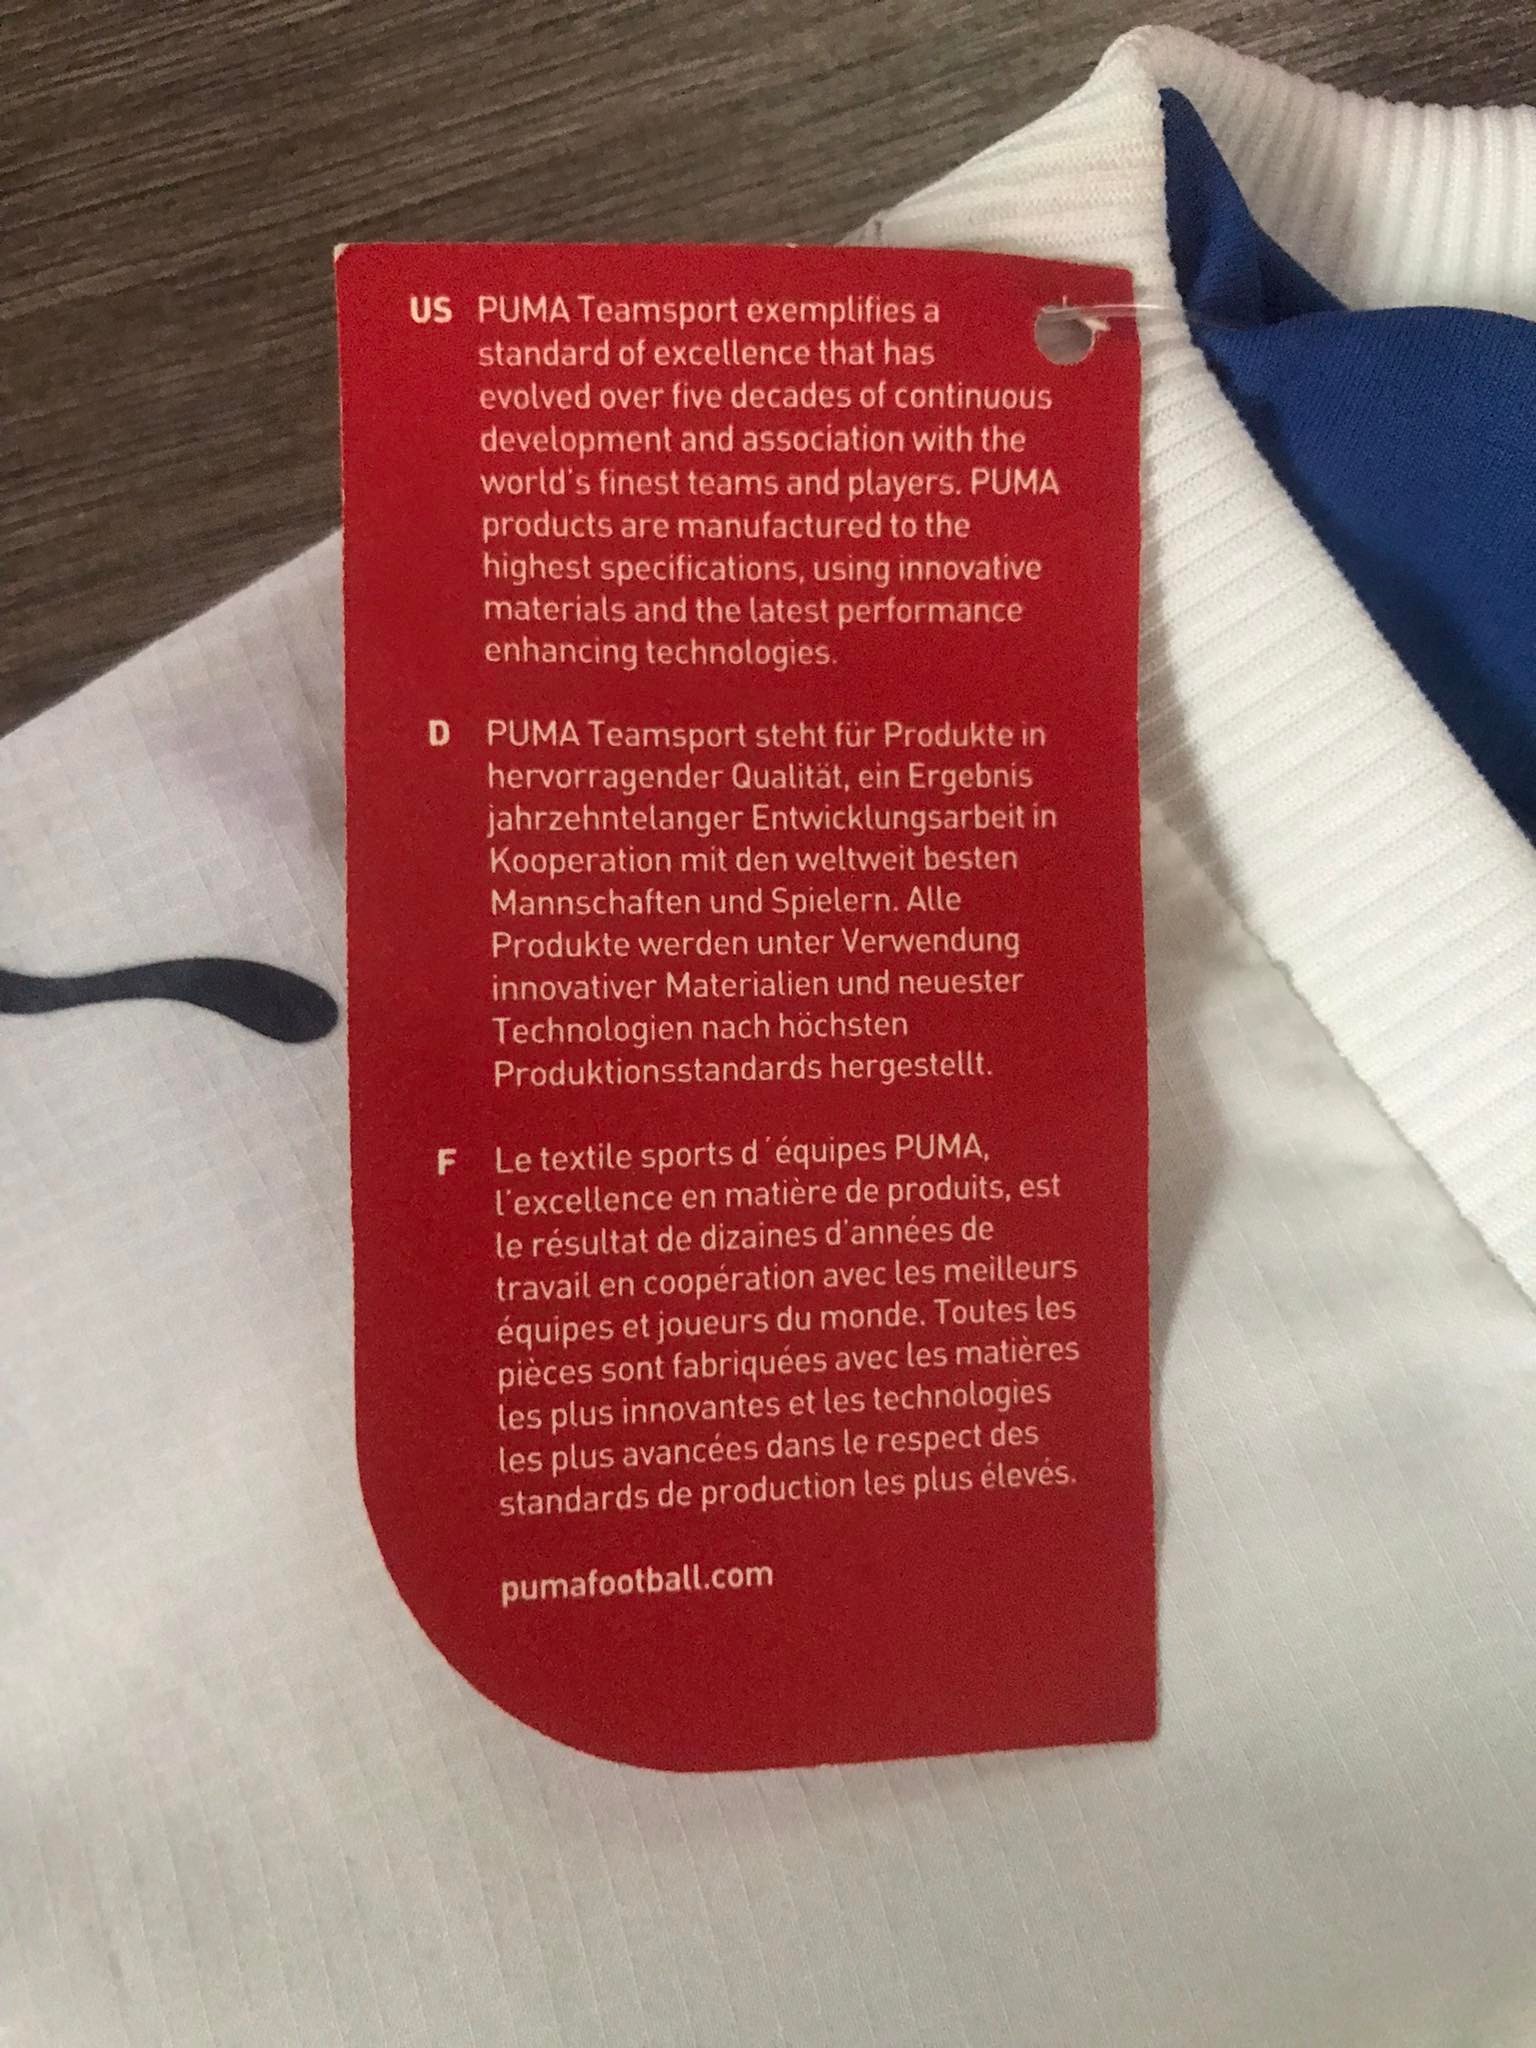 US PUMA Teamsport exemplifies a
standard of excellence that has
evolved over five decades of continuous
development and association with the
world's finest teams and players. PUMA
products are manufactured to the
highest specifications, using innovative
materials and the latest performance
enhancing technologies.
D PUMA Teamsport steht für Produkte in
hervorragender Qualität, ein Ergebnis
jahrzehntelanger Entwicklungsarbeit in
Kooperation mit den weltweit besten
Mannschaften und Spielern. Alle
Produkte werden unter Verwendung
innovativer Materialien und neuester
Technologien nach höchsten
Produktionsstandards hergestellt.
F Le textile sports d´équipes PUMA,
l'excellence en matière de produits, est
le résultat de dizaines d'années de
travail en coopération avec les meilleurs
équipes et joueurs du monde. Toutes les
pièces sont fabriquées avec les matières
les plus innovantes et les technologies
les plus avancées dans le respect des
standards de production les plus élevés.
pumafootball.com